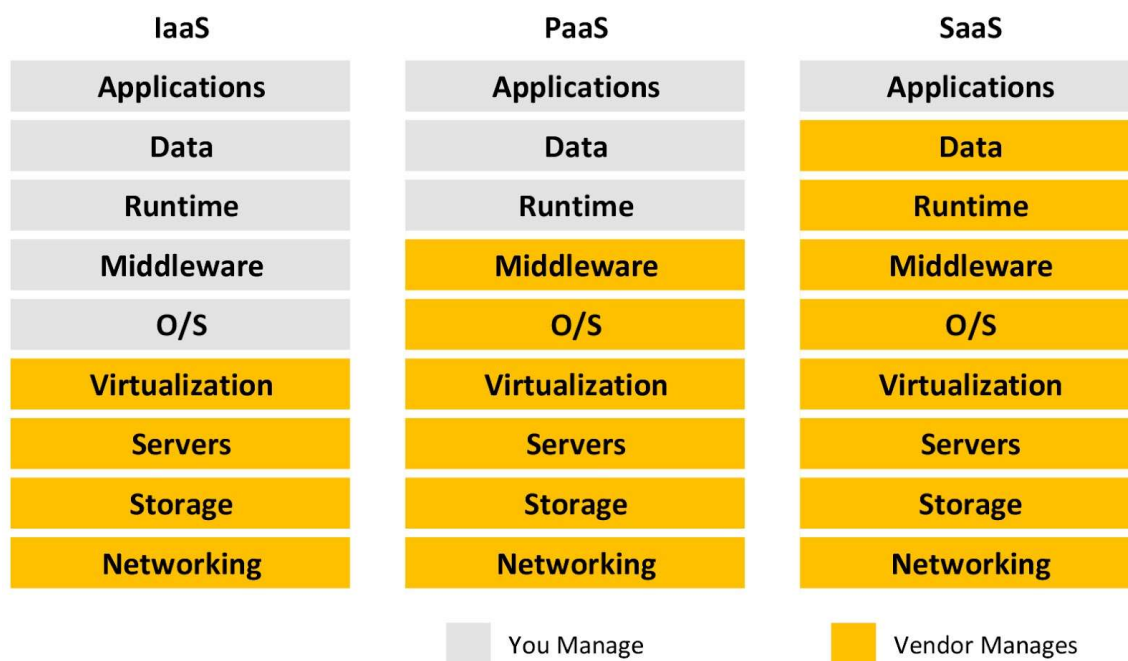 IaaS
Applications
Data
Runtime
Middleware
O/S
Virtualization
Servers
Storage
Networking
PaaS
Applications
Data
Runtime
Middleware
O/S
Virtualization
Servers
Storage
Networking
SaaS
Applications
Data
Runtime
Middleware
O/S
Virtualization
Servers
Storage
Networking
You Manage
Vendor Manages